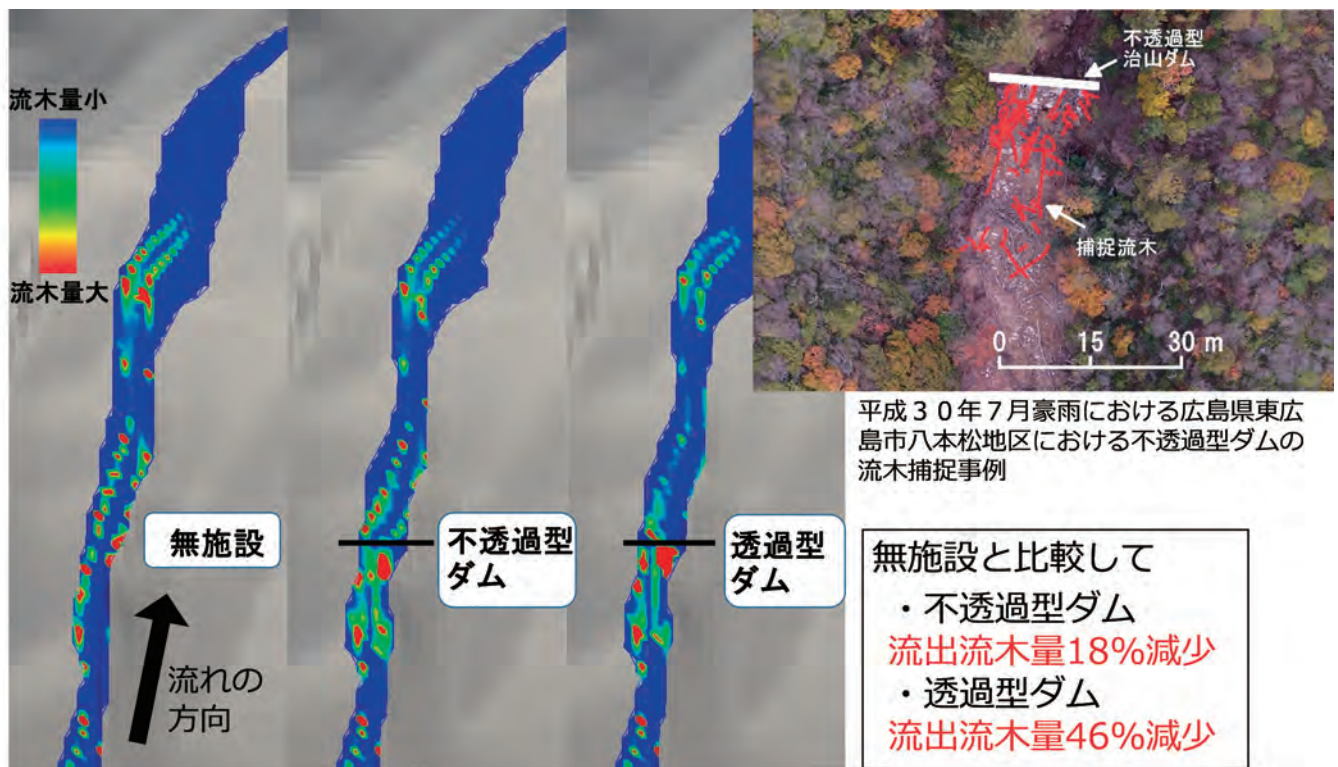 流木量小
流木量大
無施設
流れの
方向
不透過型
ダム
透過型
ダム
不透過型
治山ダム
捕捉流木
0 15 30 m
平成３０年７月豪雨における広島県東広
島市八本松地区における不透過型ダムの
流木捕捉事例
無施設と比較して
・不透過型ダム
流出流木量18%減少
・透過型ダム
流出流木量46%減少